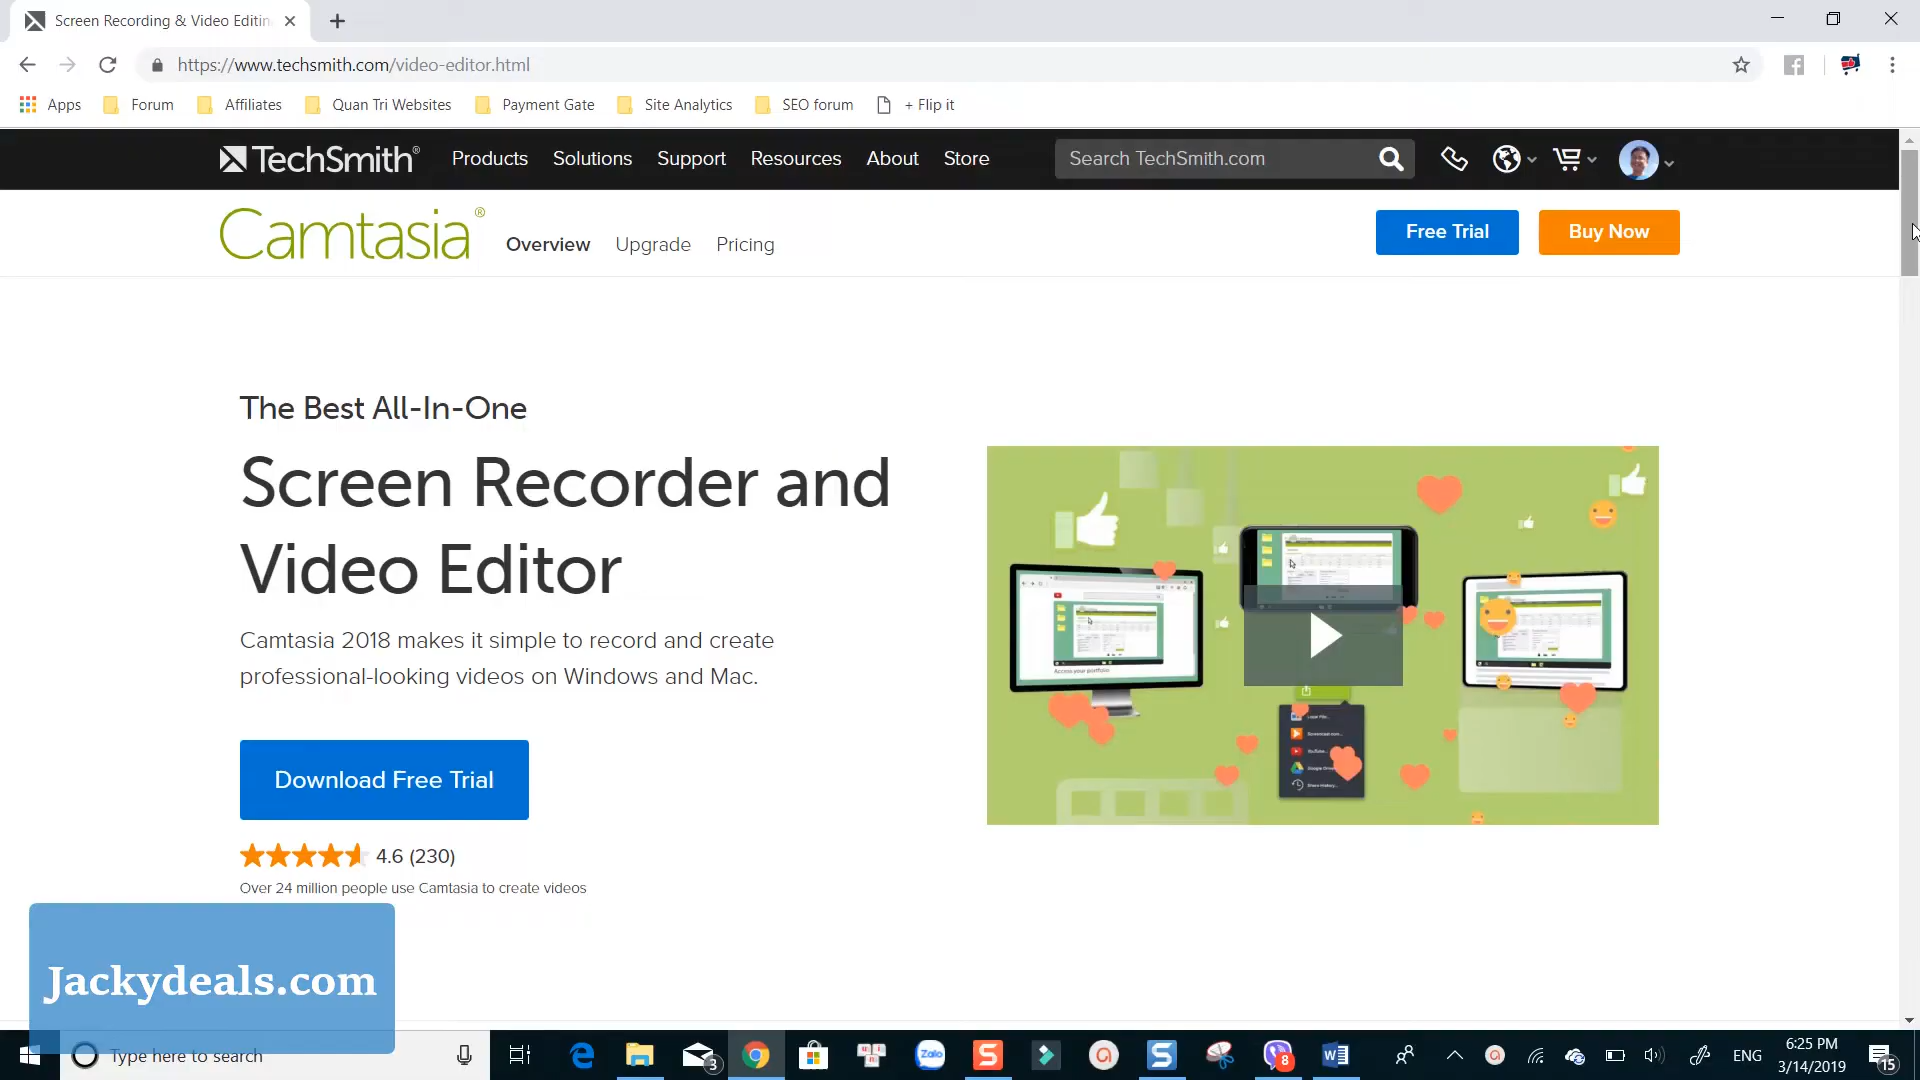 Screen Recording & Video Editin
https://www.techsmith.com/video-editor.html
Apps Forum Affiliates Quan Tri Websites Payment Gate Site Analytics SEO forum + Flip it
TechSmith® Products Solutions Support Resources About Store Search TechSmith.com
Camtasia® Overview Upgrade Pricing Free Trial Buy Now
The Best All-In-One
Screen Recorder and
Video Editor
Camtasia 2018 makes it simple to record and create
professional-looking videos on Windows and Mac.
Download Free Trial
4.6 (230)
Over 24 million people use Camtasia to create videos
Jackydeals.com
Type here to search
3
Zalo
S
S
8
ENG
6:25 PM
3/14/2019
15